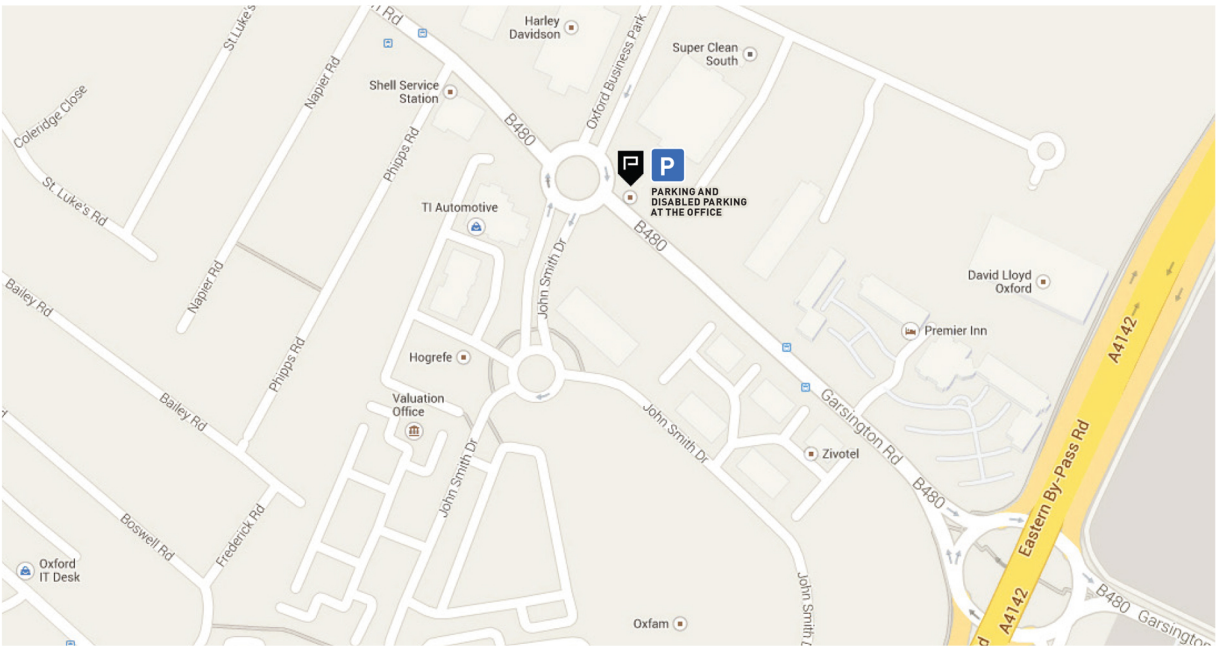 n Rd
Harley
Davidson
Oxford Business Park
Super Clean
South
St.Luke's
Napier Rd
Shell Service
Station
Coleridge Close
B480
Phipps Rd
P
P
PARKING AND
DISABLED PARKING
AT THE OFFICE
St. Luke's Rd
TI Automotive
B480
John Smith Dr
David Lloyd
Oxford
Napier Rd
Bailey Rd
Premier Inn
A4142
Hogrefe
Phipps Rd
Valuation
Office
Bailey Rd
John Smith Dr
Garsington Rd
Zivotel
John Smith Dr
B480
Eastern By-Pass Rd
Boswell Rd
Frederick Rd
Oxford
IT Desk
A4142
B480
Garsington
John Smith
Oxfam
d